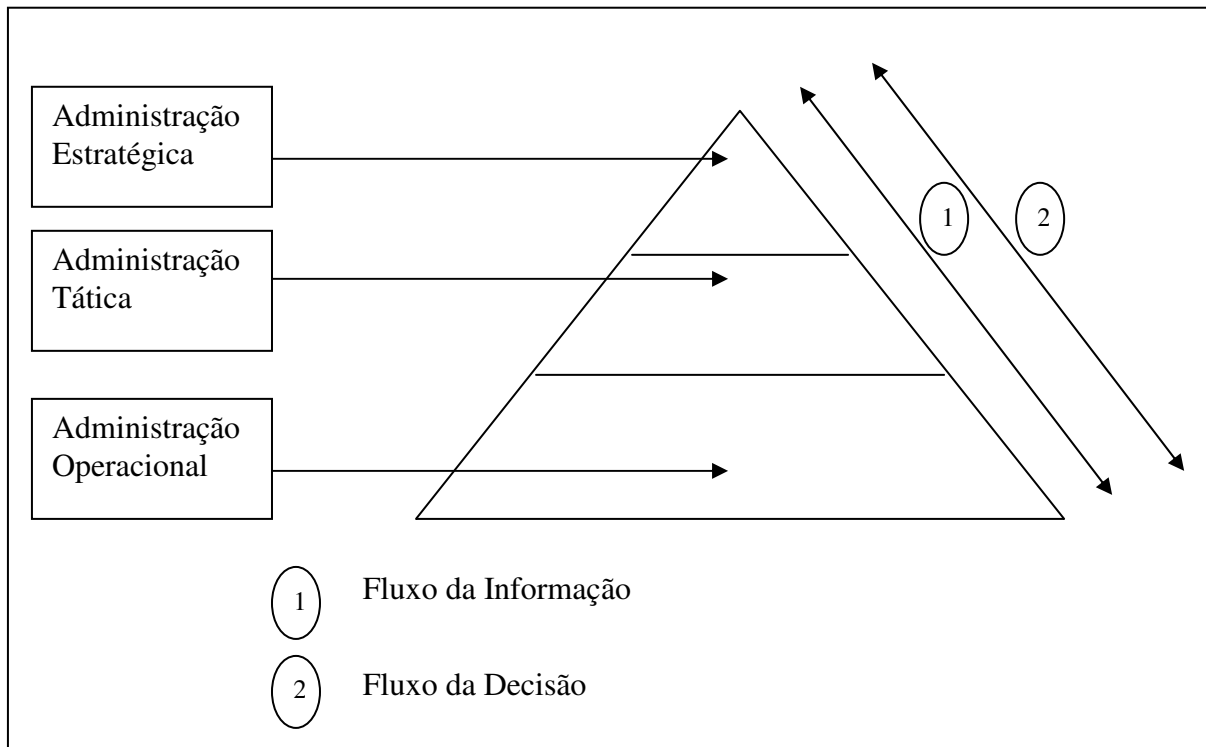 Administração
Estratégica
Administração
Tática
Administração
Operacional
1
2
1 Fluxo da Informação
2 Fluxo da Decisão